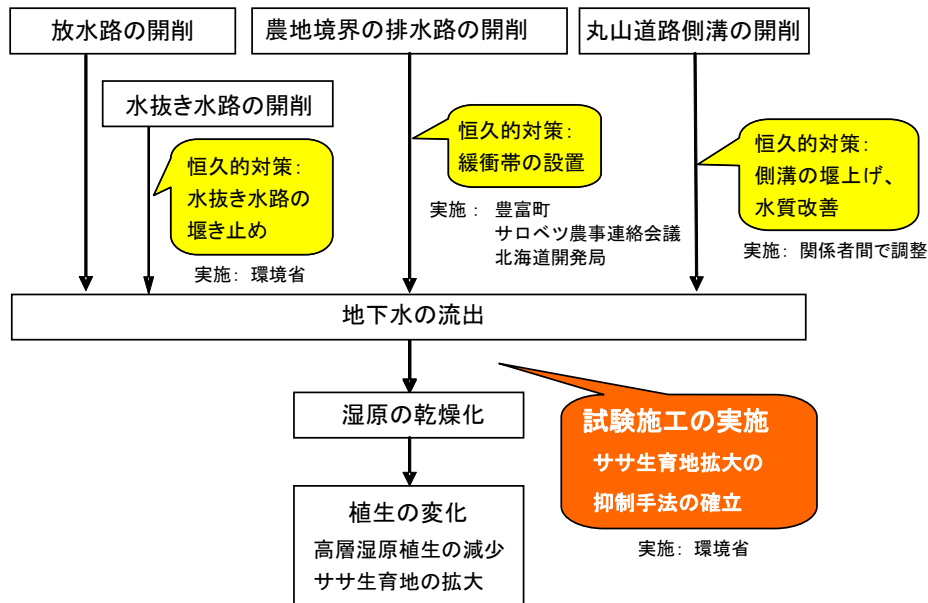 放水路の開削
農地境界の排水路の開削
丸山道路側溝の開削
水抜き水路の開削
恒久的対策:
水抜き水路の
堰き止め
実施: 環境省
恒久的対策:
緩衝帯の設置
実施: 豊富町
サロベツ農事連絡会議
北海道開発局
恒久的対策:
側溝の堰上げ、
水質改善
実施: 関係者間で調整
地下水の流出
湿原の乾燥化
試験施工の実施
ササ生育地拡大の
抑制手法の確立
実施: 環境省
植生の変化
高層湿原植生の減少
ササ生育地の拡大